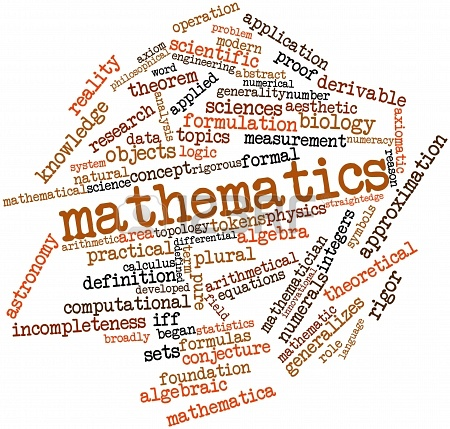 operation
problem
application
modern
philosophical
axiom
scientific
engineering
proof
reality
word
abstract
theorem
numerical
derivable
applied
generality
number
knowledge
research
analysis
sciences
aesthetic
formulation
biology
axiomatic
data
topics
measurement
numeracy
objects
logic
system
natural
concept
rigorous
formal
reason
mathematical
science
approximation
mathematics
straightedge
symbols
arithmetic
area
topology
tokens
physics
integers
astronomy
practical
differential
algebra
mathematician
calculus
define
term
plural
definition
developed
pure
arithmetical
innovational
numerals
theoretical
equations
computational
field
rigor
incompleteness
iff
mathematic
generalizes
broadly
began
statistics
formulas
role
language
sets
conjecture
foundation
algebraic
mathematica